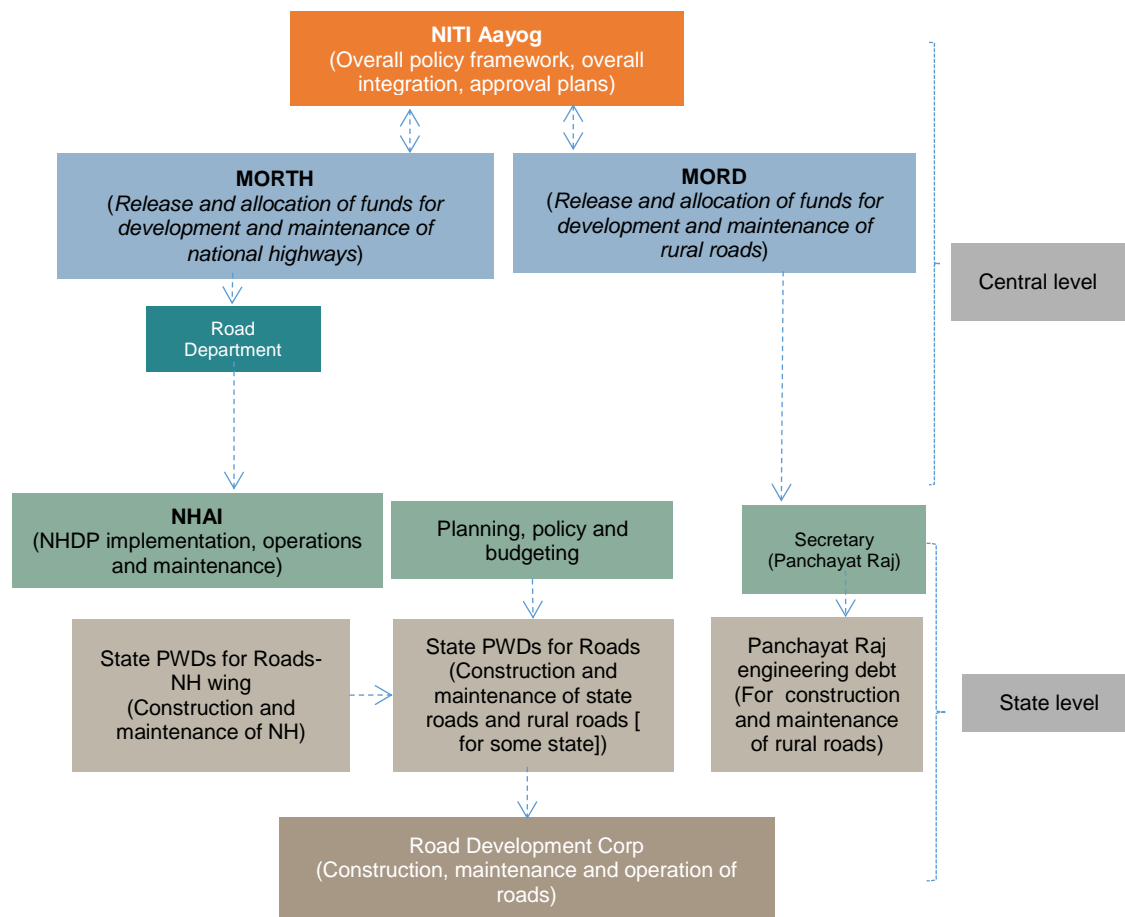 NITI Aayog
(Overall policy framework, overall
integration, approval plans)
MORTH
(Release and allocation of funds for
development and maintenance of
national highways)
MORD
(Release and allocation of funds for
development and maintenance of
rural roads)
Central level
Road
Department
NHAI
(NHDP implementation, operations
and maintenance)
Planning, policy and
budgeting
Secretary
(Panchayat Raj)
State PWDs for Roads-
NH wing
(Construction and
maintenance of NH)
State PWDs for Roads
(Construction and
maintenance of state
roads and rural roads [
for some state])
Panchayat Raj
engineering debt
(For construction
and maintenance
of rural roads)
State level
Road Development Corp
(Construction, maintenance and operation of
roads)